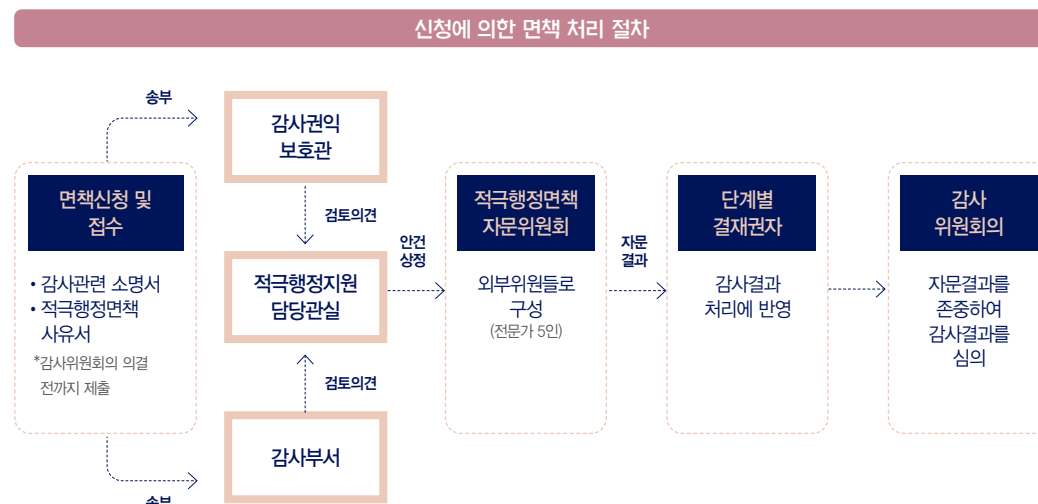 신청에 의한 면책 처리 절차
송부
감사권익
보호관
면책신청 및
접수
• 감사관련 소명서
• 적극행정면책
사유서
*감사위원회의 의결
전까지 제출
검토의견
적극행정지원
담당관실
검토의견
감사부서
송부
안건
상정
적극행정면책
자문위원회
외부위원들로
구성
(전문가 5인)
자문
결과
단계별
결재권자
감사결과
처리에 반영
감사
위원회의
자문결과를
존중하여
감사결과를
심의